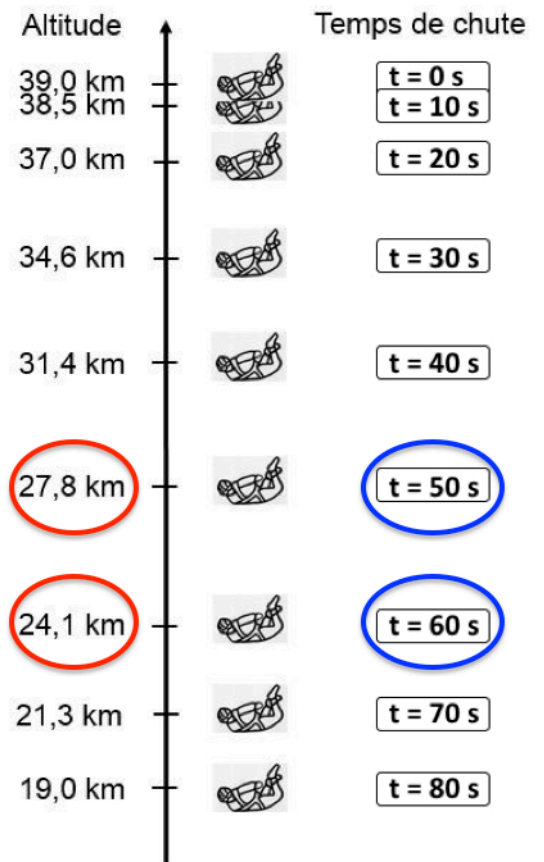 Altitude Temps de chute
39,0 km t = 0 s
38,5 km t = 10 s
37,0 km t = 20 s
34,6 km t = 30 s
31,4 km t = 40 s
27,8 km t = 50 s
24,1 km t = 60 s
21,3 km t = 70 s
19,0 km t = 80 s